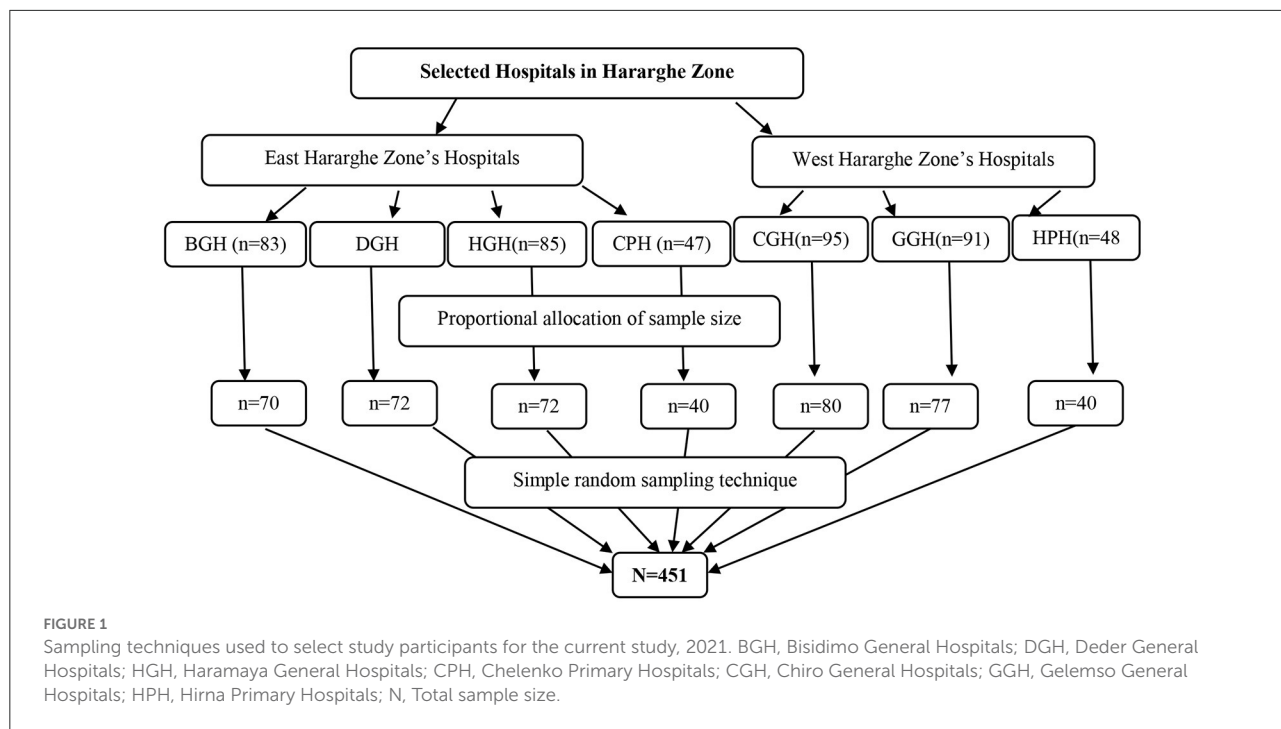 Selected Hospitals in Hararghe Zone
East Hararghe Zone's Hospitals
West Hararghe Zone's Hospitals
BGH (n=83)
DGH
HGH(n=85)
CPH (n=47)
CGH(n=95)
GGH(n=91)
HPH(n=48
Proportional allocation of sample size
n=70
n=72
n=72
n=40
n=80
n=77
n=40
Simple random sampling technique
N=451
FIGURE 1
Sampling techniques used to select study participants for the current study, 2021. BGH, Bisidimo General Hospitals; DGH, Deder General
Hospitals; HGH, Haramaya General Hospitals; CPH, Chelenko Primary Hospitals; CGH, Chiro General Hospitals; GGH, Gelemso General
Hospitals; HPH, Hirna Primary Hospitals; N, Total sample size.